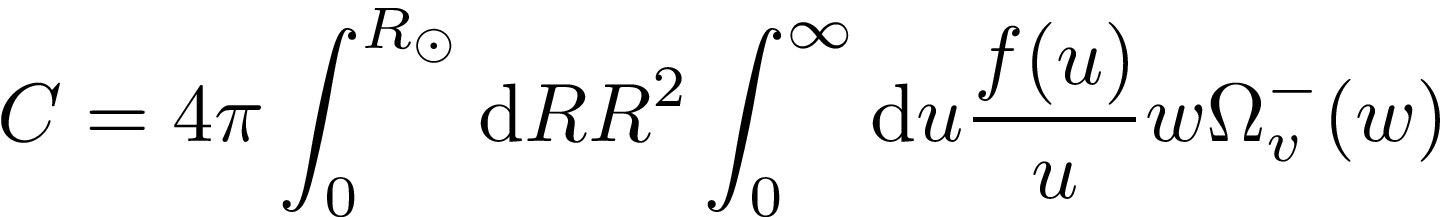 $C = 4\pi \int_0^{R_\odot} \mathrm{d}R R^2 \int_0^\infty \mathrm{d}u \frac{f(u)}{u} w \Omega_v^-(w)$